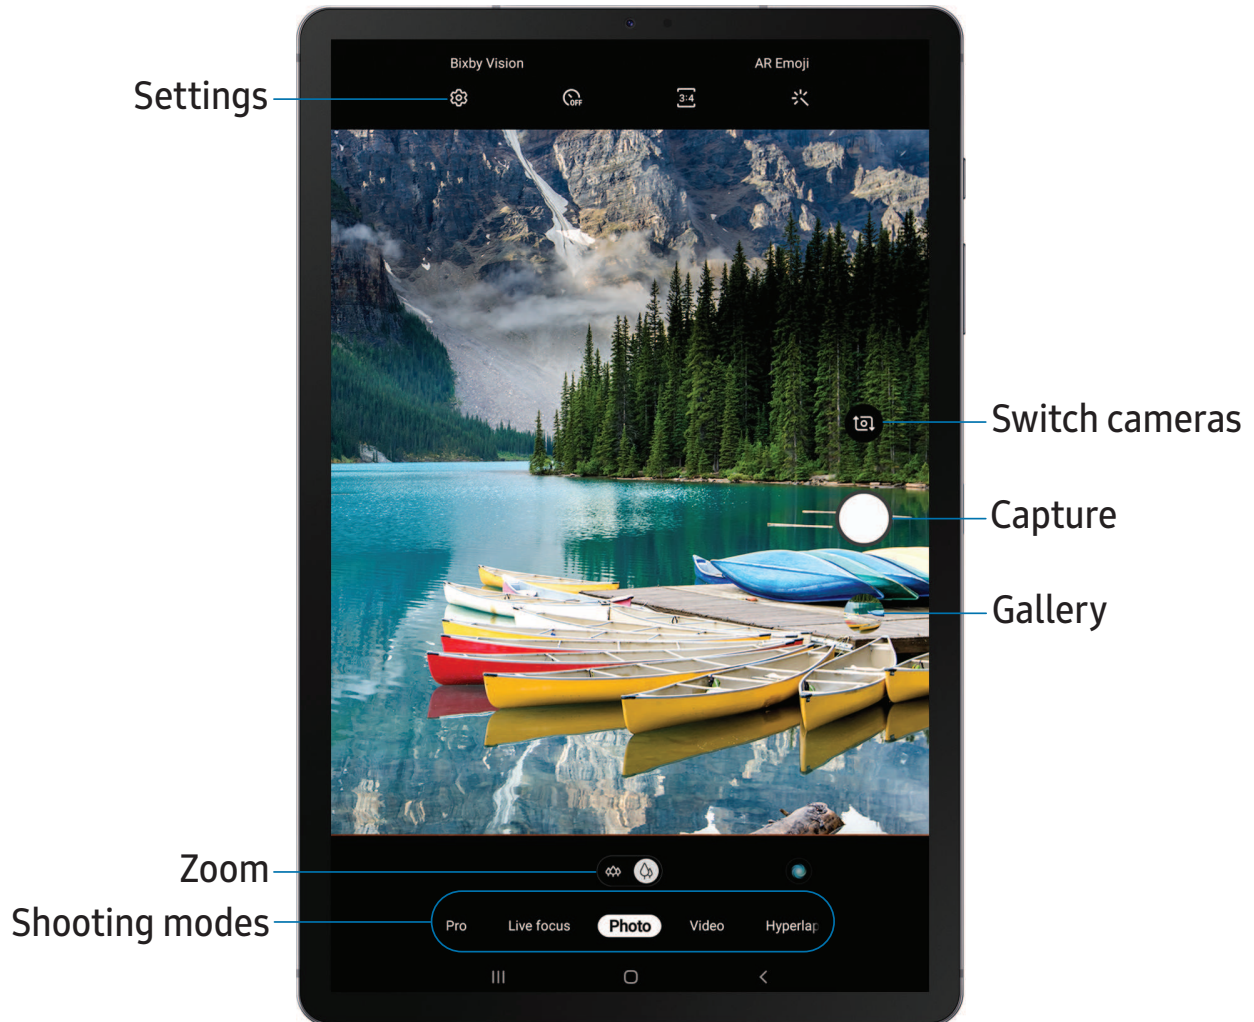 Bixby Vision
AR Emoji
Settings
OFF
3:4
Switch cameras
Capture
Gallery
Zoom
Shooting modes
Pro
Live focus
Photo
Video
Hyperlap